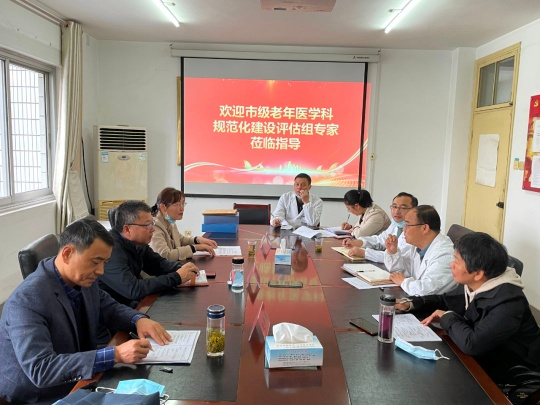 欢迎市级老年医学科
规范化建设评估组专家
莅临指导